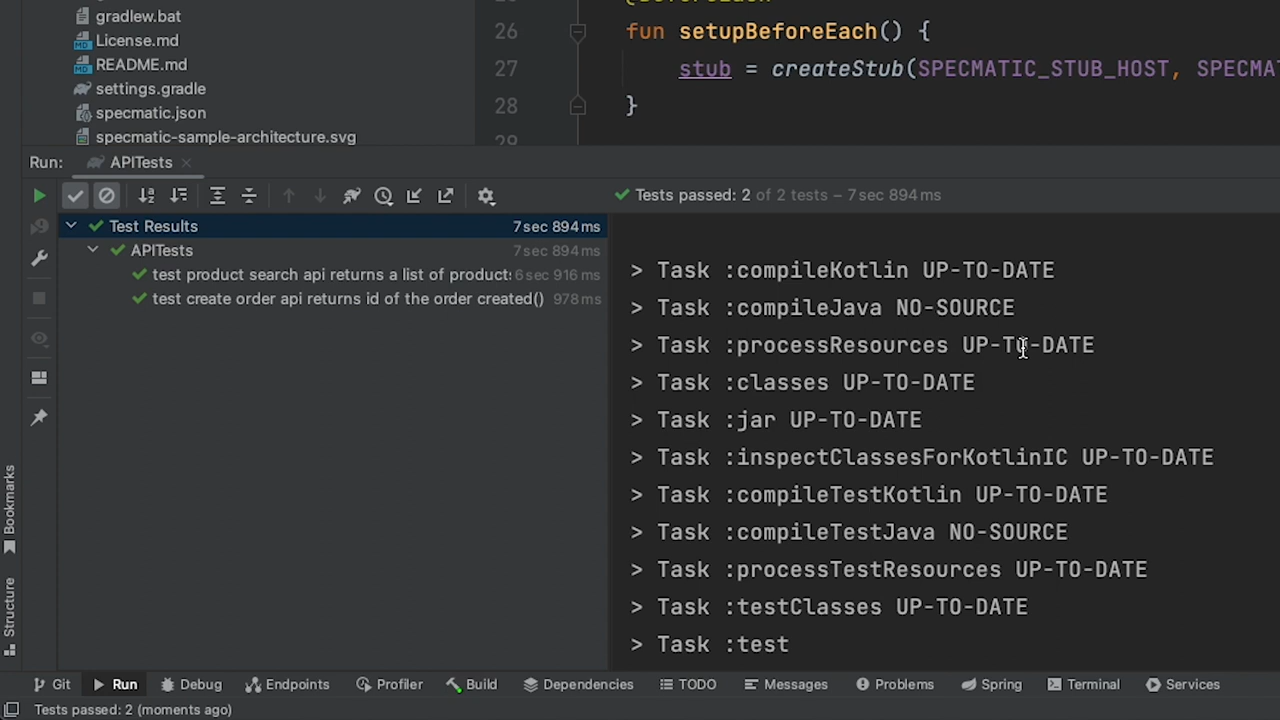 gradlew.bat
License.md
README.md
settings.gradle
specmatic.json
specmatic-sample-architecture.svg
26 fun setupBeforeEach() {
27 stub = createStub(SPECMATIC_STUB_HOST, SPECMA
28 }
29
Run: APITests
Tests passed: 2 of 2 tests – 7 sec 894 ms
Test Results 7 sec 894 ms
APITests 7 sec 894 ms
test product search api returns a list of product 6 sec 916 ms
test create order api returns id of the order created() 978 ms
> Task :compileKotlin UP-TO-DATE
> Task :compileJava NO-SOURCE
> Task :processResources UP-TO-DATE
> Task :classes UP-TO-DATE
> Task :jar UP-TO-DATE
> Task :inspectClassesForKotlinIC UP-TO-DATE
> Task :compileTestKotlin UP-TO-DATE
> Task :compileTestJava NO-SOURCE
> Task :processTestResources UP-TO-DATE
> Task :testClasses UP-TO-DATE
> Task :test
Bookmarks
Structure
Git Run Debug Endpoints Profiler Build Dependencies TODO Messages Problems Spring Terminal Services
Tests passed: 2 (moments ago)